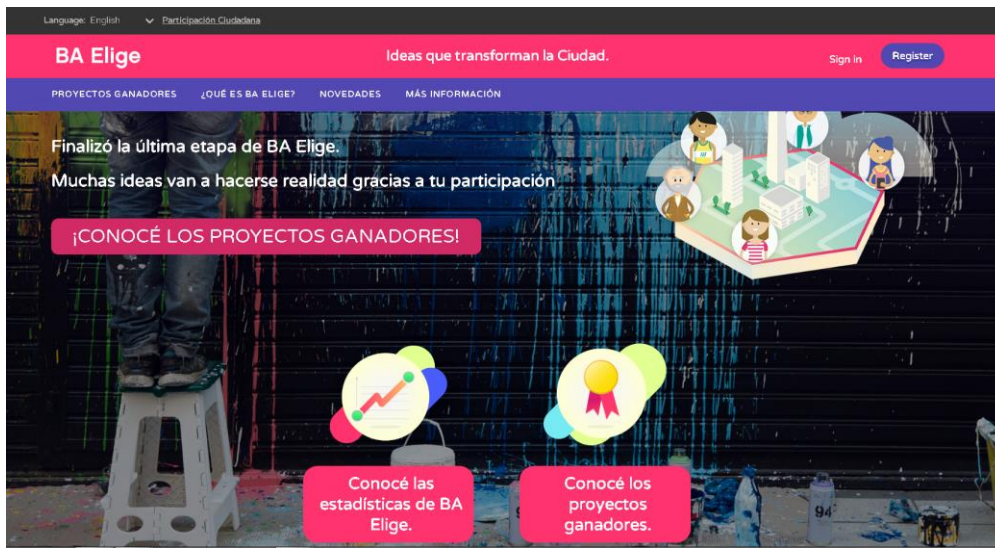 Language: English
Participación Ciudadana
BA Elige
Ideas que transforman la Ciudad.
Sign in
Register
PROYECTOS GANADORES
¿QUÉ ES BA ELIGE?
NOVEDADES
MÁS INFORMACIÓN
Finalizó la última etapa de BA Elige.
Muchas ideas van a hacerse realidad gracias a tu participación
¡CONOCÉ LOS PROYECTOS GANADORES!
Conocé las
estadísticas de BA
Elige.
Conocé los
proyectos
ganadores.
94